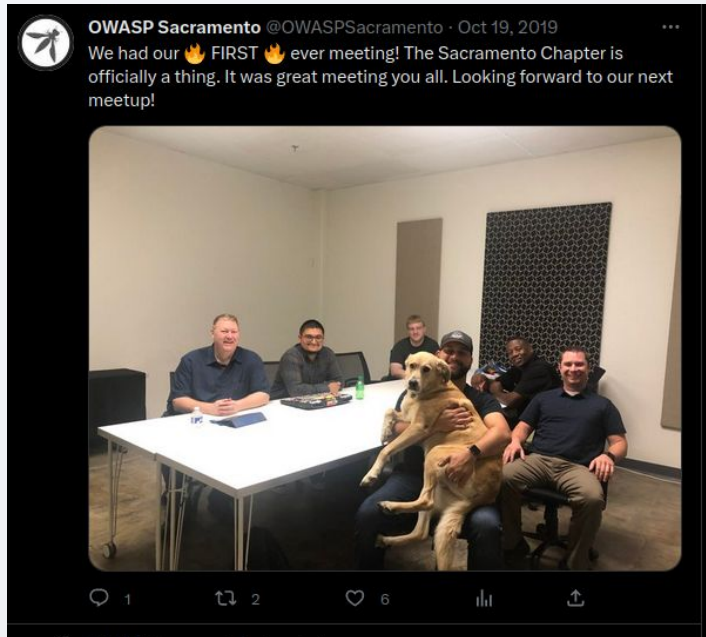 OWASP Sacramento @OWASPSacramento · Oct 19, 2019
We had our 🔥 FIRST 🔥 ever meeting! The Sacramento Chapter is
officially a thing. It was great meeting you all. Looking forward to our next
meetup!
1 2 6